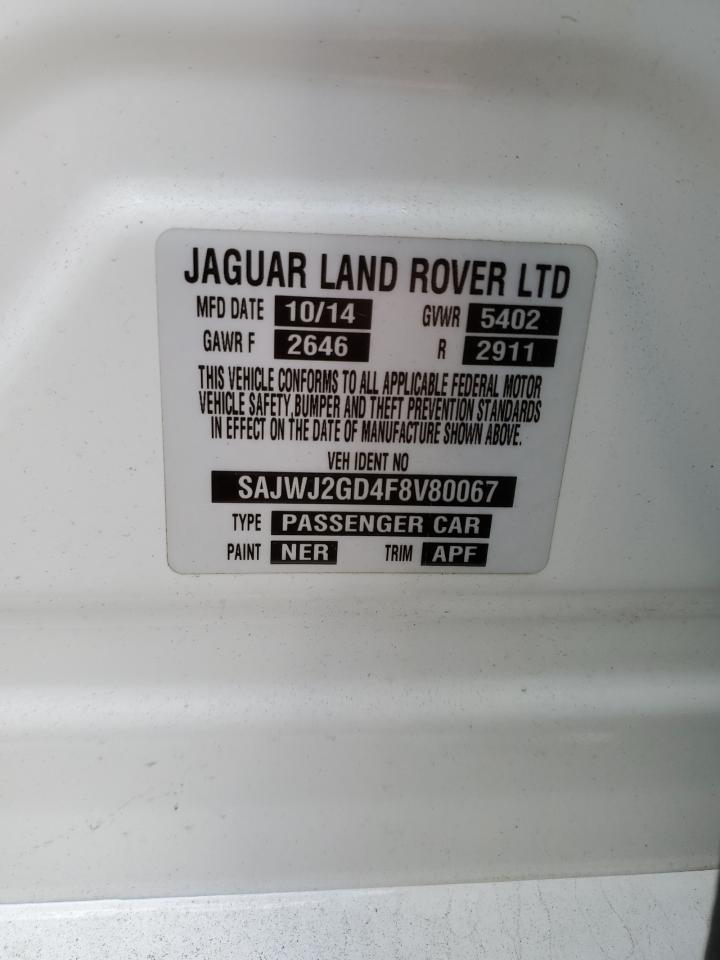 JAGUAR LAND ROVER LTD
MFD DATE 10/14 GVWR 5402
GAWR F 2646 R 2911
THIS VEHICLE CONFORMS TO ALL APPLICABLE FEDERAL MOTOR
VEHICLE SAFETY,BUMPER AND THEFT PREVENTION STANDARDS
IN EFFECT ON THE DATE OF MANUFACTURE SHOWN ABOVE.
VEH IDENT NO
SAJWJ2GD4F8V80067
TYPE PASSENGER CAR
PAINT NER TRIM APF